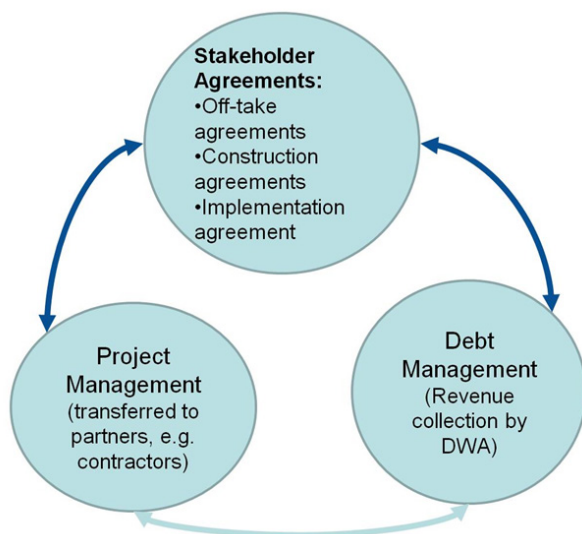 Stakeholder
Agreements:
•Off-take
agreements
•Construction
agreements
•Implementation
agreement
Project
Management
(transferred to
partners, e.g.
contractors)
Debt
Management
(Revenue
collection by
DWA)